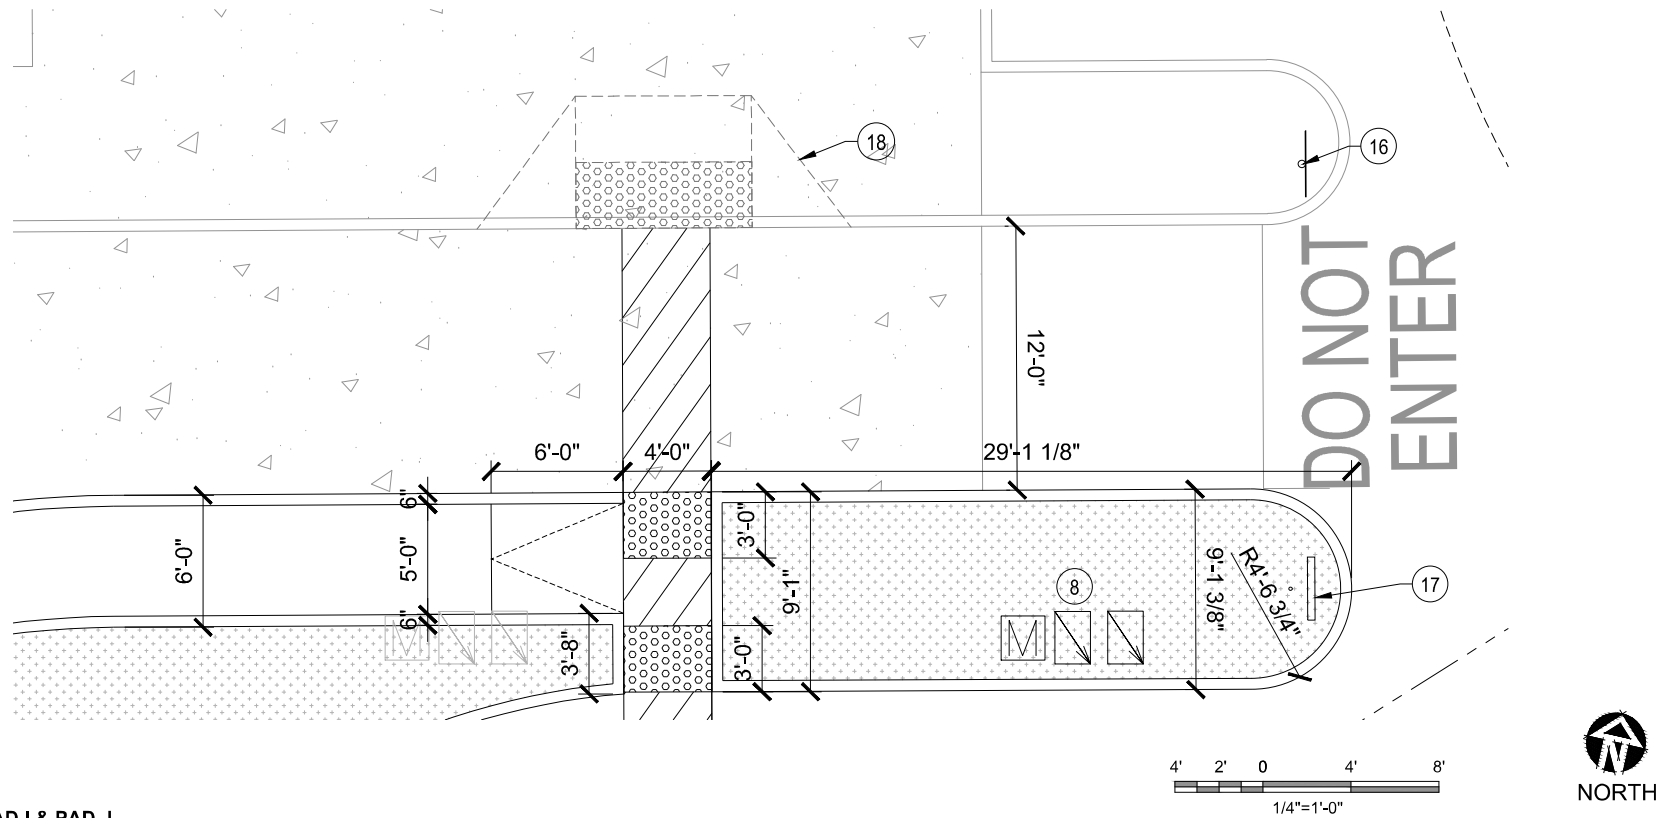 18
16
DO NOT
ENTER
12'-0"
6'-0"
4'-0"
29'-1 1/8"
6"
3'-0"
6'-0"
5'-0"
9'-1"
9'-1 3/8"
R4'-6 3/4"
8
17
6"
3'-8"
3'-0"
M
M
4' 2' 0 4' 8'
1/4"=1'-0"
N
NORTH